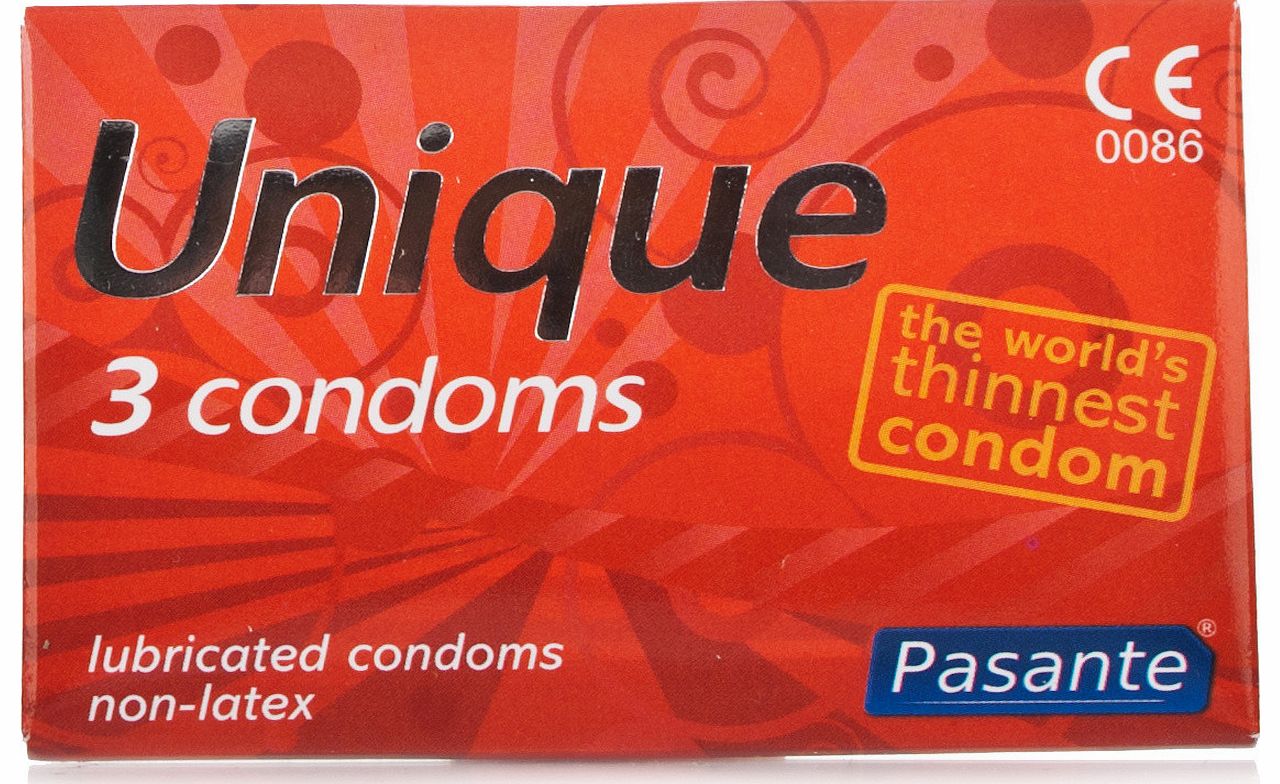 CE
0086
Unique
3 condoms
the world's
thinnest
condom
lubricated condoms
non-latex
Pasante®